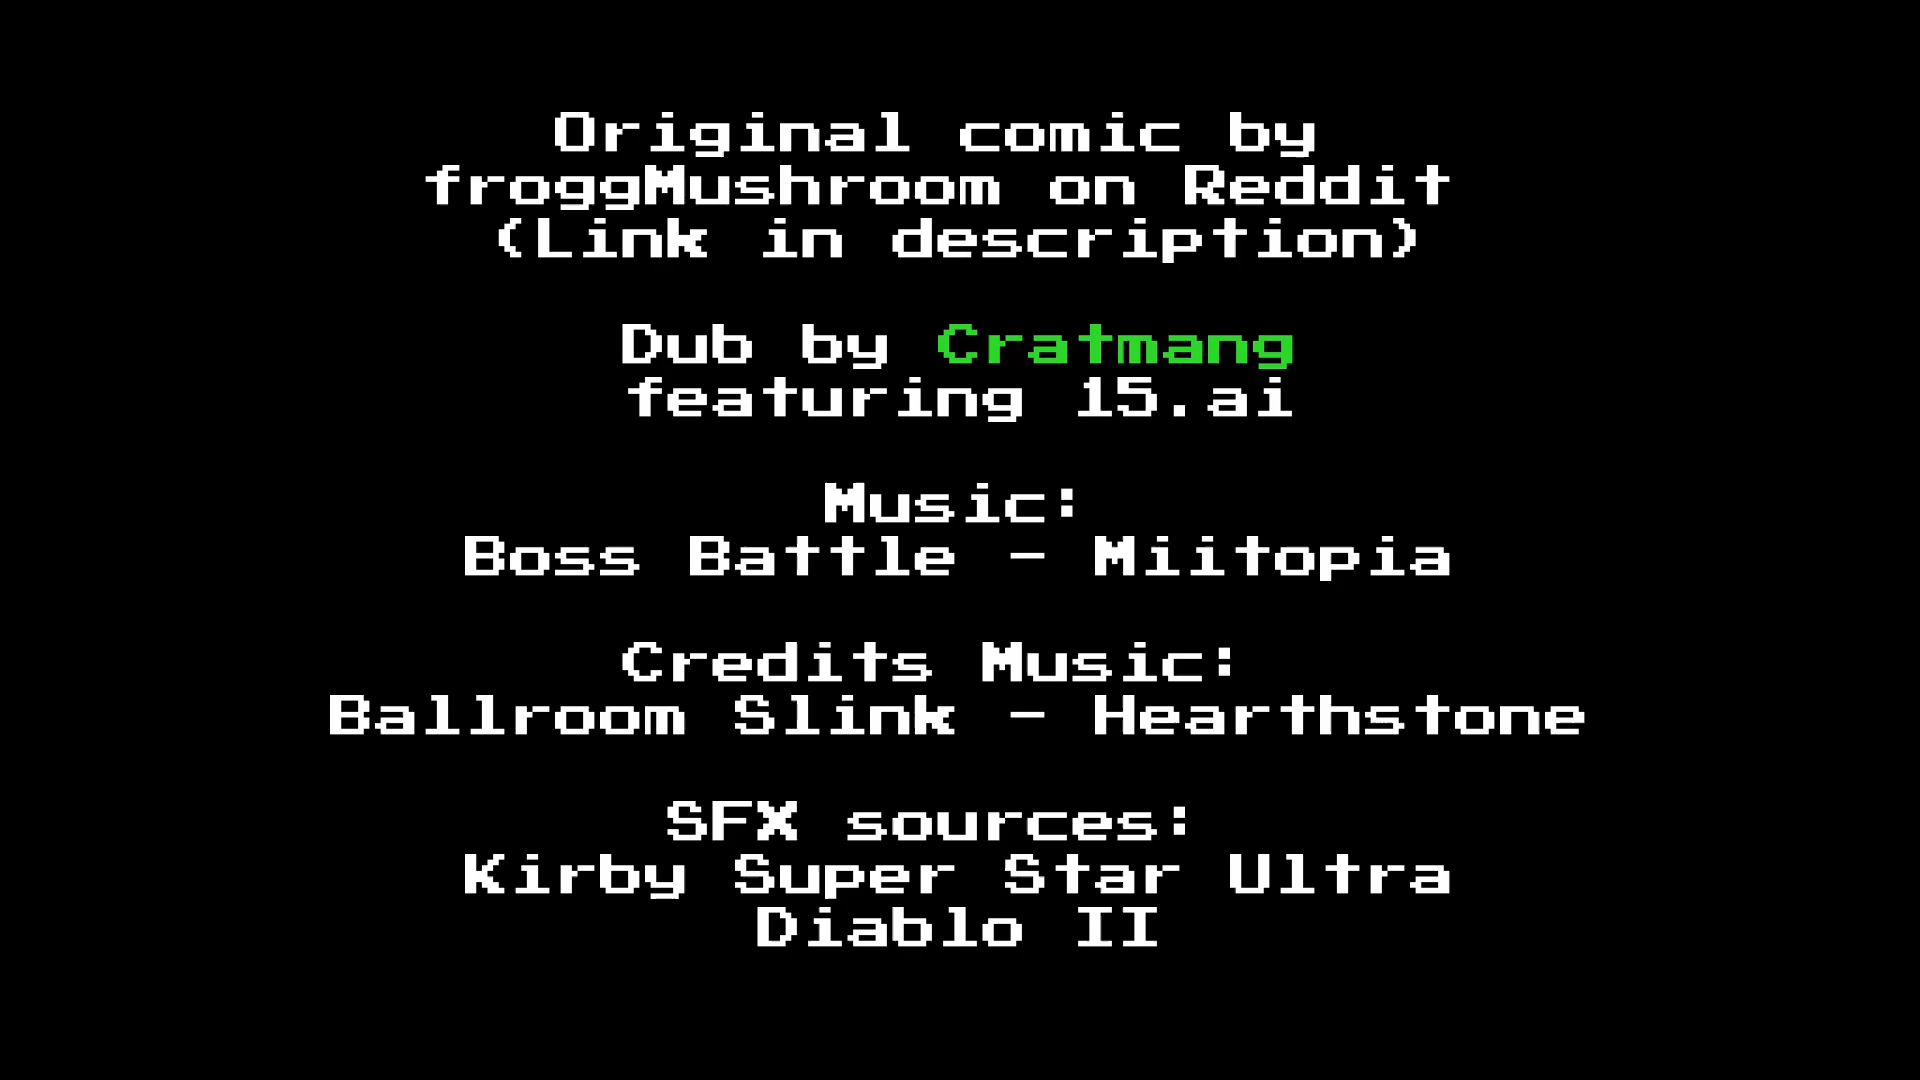 Original comic by
froggMushroom on Reddit
(Link in description)
Dub by Cratmang
featuring 15.ai
Music:
Boss Battle - Miitopia
Credits Music:
Ballroom Slink - Hearthstone
SFX sources:
Kirby Super Star Ultra
Diablo II